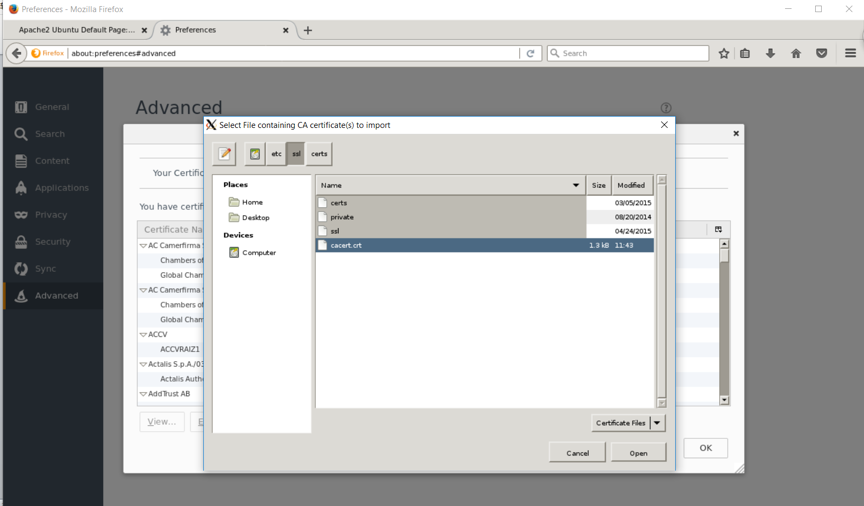 Preferences - Mozilla Firefox
Apache2 Ubuntu Default Page:...
Preferences
Firefox
about:preferences#advanced
Search
General
Search
Content
Applications
Privacy
Security
Sync
Advanced
Advanced
Your Certific
You have certif
Certificate Na
AC Camerfirma S
Chambers of
Global Cham
AC Camerfirma S
Chambers of
Global Cham
ACCV
ACCVRAIZ1
Actalis S.p.A./03
Actalis Authe
AddTrust AB
View...
E
OK
Select File containing CA certificate(s) to import
etc ssl certs
Places
Home
Desktop
Devices
Computer
Name Size Modified
certs 03/05/2015
private 08/20/2014
ssl 04/24/2015
cacert.crt 1.3 kB 11:43
Certificate Files
Cancel Open